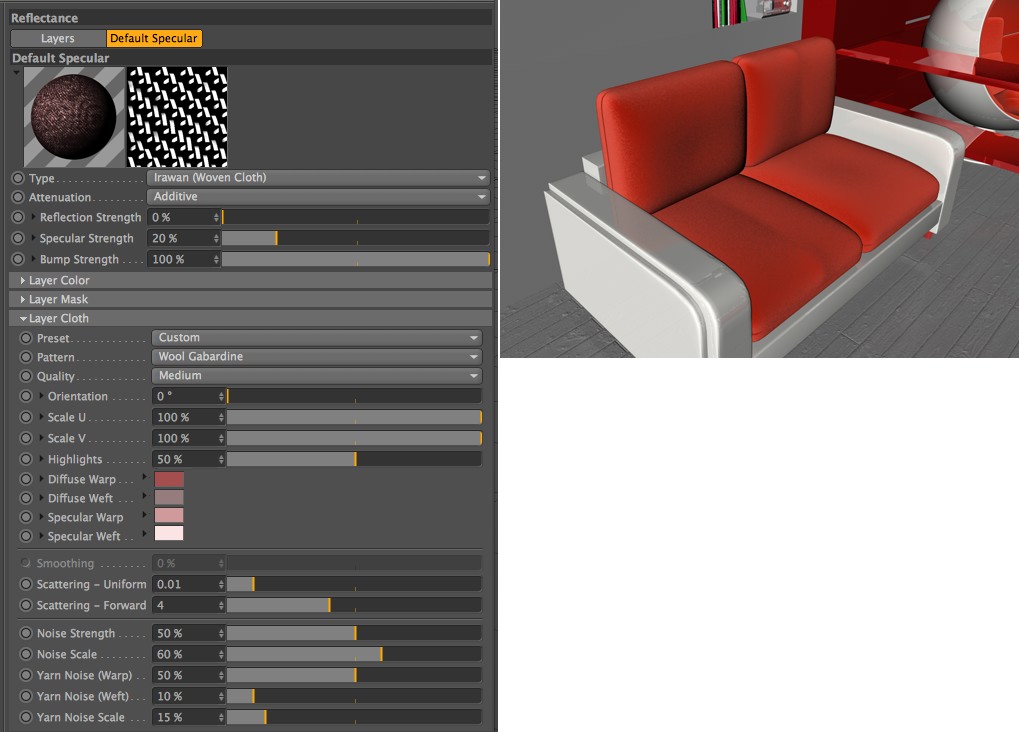 Reflectance
Layers Default Specular
Default Specular
Type Irawan (Woven Cloth)
Attenuation Additive
Reflection Strength 0 %
Specular Strength 20 %
Bump Strength 100 %
Layer Color
Layer Mask
Layer Cloth
Preset Custom
Pattern Wool Gabardine
Quality Medium
Orientation 0 °
Scale U 100 %
Scale V 100 %
Highlights 50 %
Diffuse Warp
Diffuse Weft
Specular Warp
Specular Weft
Smoothing 0 %
Scattering - Uniform 0.01
Scattering - Forward 4
Noise Strength 50 %
Noise Scale 60 %
Yarn Noise (Warp) 50 %
Yarn Noise (Weft) 10 %
Yarn Noise Scale 15 %